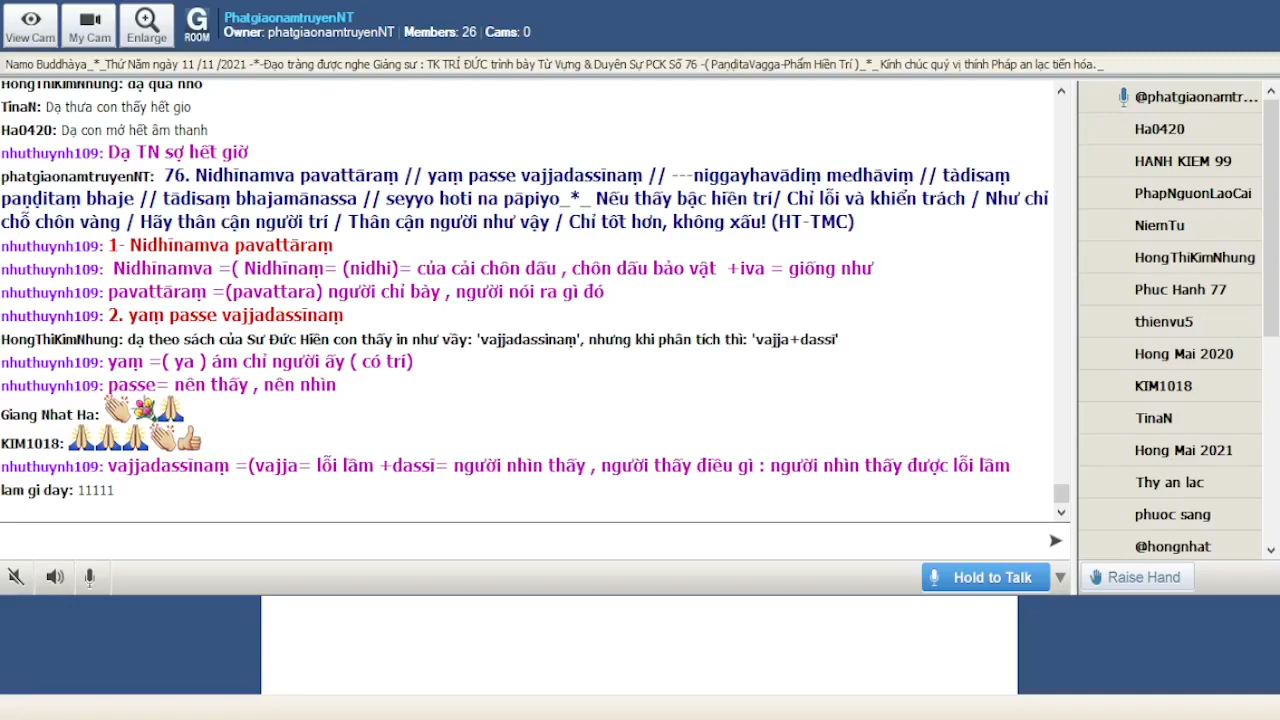 PhatgiaonamtruyenNT
Owner: phatgiaonamtruyenNT | Members: 26 | Cams: 0
View Cam
My Cam
Enlarge
G
ROOM
Namo Buddhàya_*_Thứ Năm ngày 11 /11 /2021 -*-Đạo tràng được nghe Giảng sư : TK TRÍ ĐỨC trình bày Từ Vựng & Duyên Sự PCK Số 76 -( PaṇḍitaVagga-Phẩm Hiền Trí )_*_ Kính chúc quý vị thính Pháp an lạc tiến hóa._
HongThiKimNhung: dạ quá nhỏ
TinaN: Dạ thưa con thấy hết gio
Ha0420: Dạ con mở hết âm thanh
nhuthuynh109: Dạ TN sợ hết giờ
phatgiaonamtruyenNT: 76. Nidhīnamva pavattāraṃ // yaṃ passe vajjadassīnaṃ // ---niggayhavādiṃ medhāviṃ // tàdisaṃ
paṇḍitaṃ bhaje // tādisaṃ bhajamānassa // seyyo hoti na pāpiyo_*_ Nếu thấy bậc hiền trí/ Chỉ lỗi và khiển trách / Như chỉ
chỗ chôn vàng / Hãy thân cận người trí / Thân cận người như vậy / Chỉ tốt hơn, không xấu! (HT-TMC)
nhuthuynh109: 1- Nidhīnamva pavattāraṃ
nhuthuynh109: Nidhīnamva =( Nidhīnaṃ= (nidhi)= của cải chôn dấu , chôn dấu bảo vật +iva = giống như
nhuthuynh109: pavattāraṃ =(pavattara) người chỉ bày , người nói ra gì đó
nhuthuynh109: 2. yaṃ passe vajjadassīnaṃ
HongThiKimNhung: dạ theo sách của Sư Đức Hiền con thấy in như vầy: 'vajjadassinaṃ', nhưng khi phân tích thì: 'vajja+dassī'
nhuthuynh109: yaṃ =( ya ) ám chỉ người ấy ( có trí)
nhuthuynh109: passe= nên thấy , nên nhìn
Giang Nhat Ha: 👏💐🙏
KIM1018: 🙏🙏🙏👏👍
nhuthuynh109: vajjadassīnaṃ =(vajja= lỗi lầm +dassī= người nhìn thấy , người thấy điều gì : người nhìn thấy được lỗi lầm
lam gi day: 11111
Hold to Talk
@phatgiaonamtr...
Ha0420
HANH KIEM 99
PhapNguonLaoCai
NiemTu
HongThiKimNhung
Phuc Hanh 77
thienvu5
Hong Mai 2020
KIM1018
TinaN
Hong Mai 2021
Thy an lac
phuoc sang
@hongnhat
Raise Hand